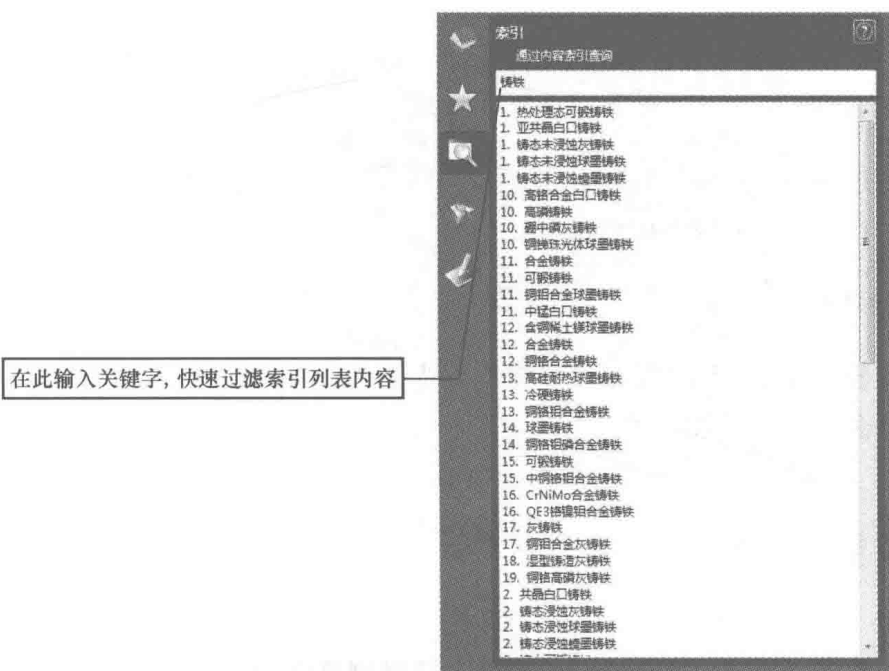 索引
通过内容索引查询
铸铁
1. 热处理态可锻铸铁
1. 亚共晶白口铸铁
1. 铸态未浸蚀灰铸铁
1. 铸态未浸蚀球墨铸铁
1. 铸态未浸蚀蠕墨铸铁
10. 高铬合金白口铸铁
10. 高磷铸铁
10. 硼中磷灰铸铁
10. 铜锑珠光体球墨铸铁
11. 合金铸铁
11. 可锻铸铁
11. 铜钼合金球墨铸铁
11. 中锰白口铸铁
12. 含铜稀土镁球墨铸铁
12. 合金铸铁
12. 铜铬合金铸铁
13. 高硅耐热球墨铸铁
13. 冷硬铸铁
13. 铜铬钼合金铸铁
14. 球墨铸铁
14. 铜铬钼磷合金铸铁
15. 可锻铸铁
15. 中铜铬钼合金铸铁
16. CrNiMo合金铸铁
16. QE3铬镍钼合金铸铁
17. 灰铸铁
17. 铜钼合金灰铸铁
18. 湿型铸造灰铸铁
19. 铜铬高磷灰铸铁
2. 共晶白口铸铁
2. 铸态浸蚀灰铸铁
2. 铸态浸蚀球墨铸铁
2. 铸态浸蚀蠕墨铸铁
在此输入关键字, 快速过滤索引列表内容